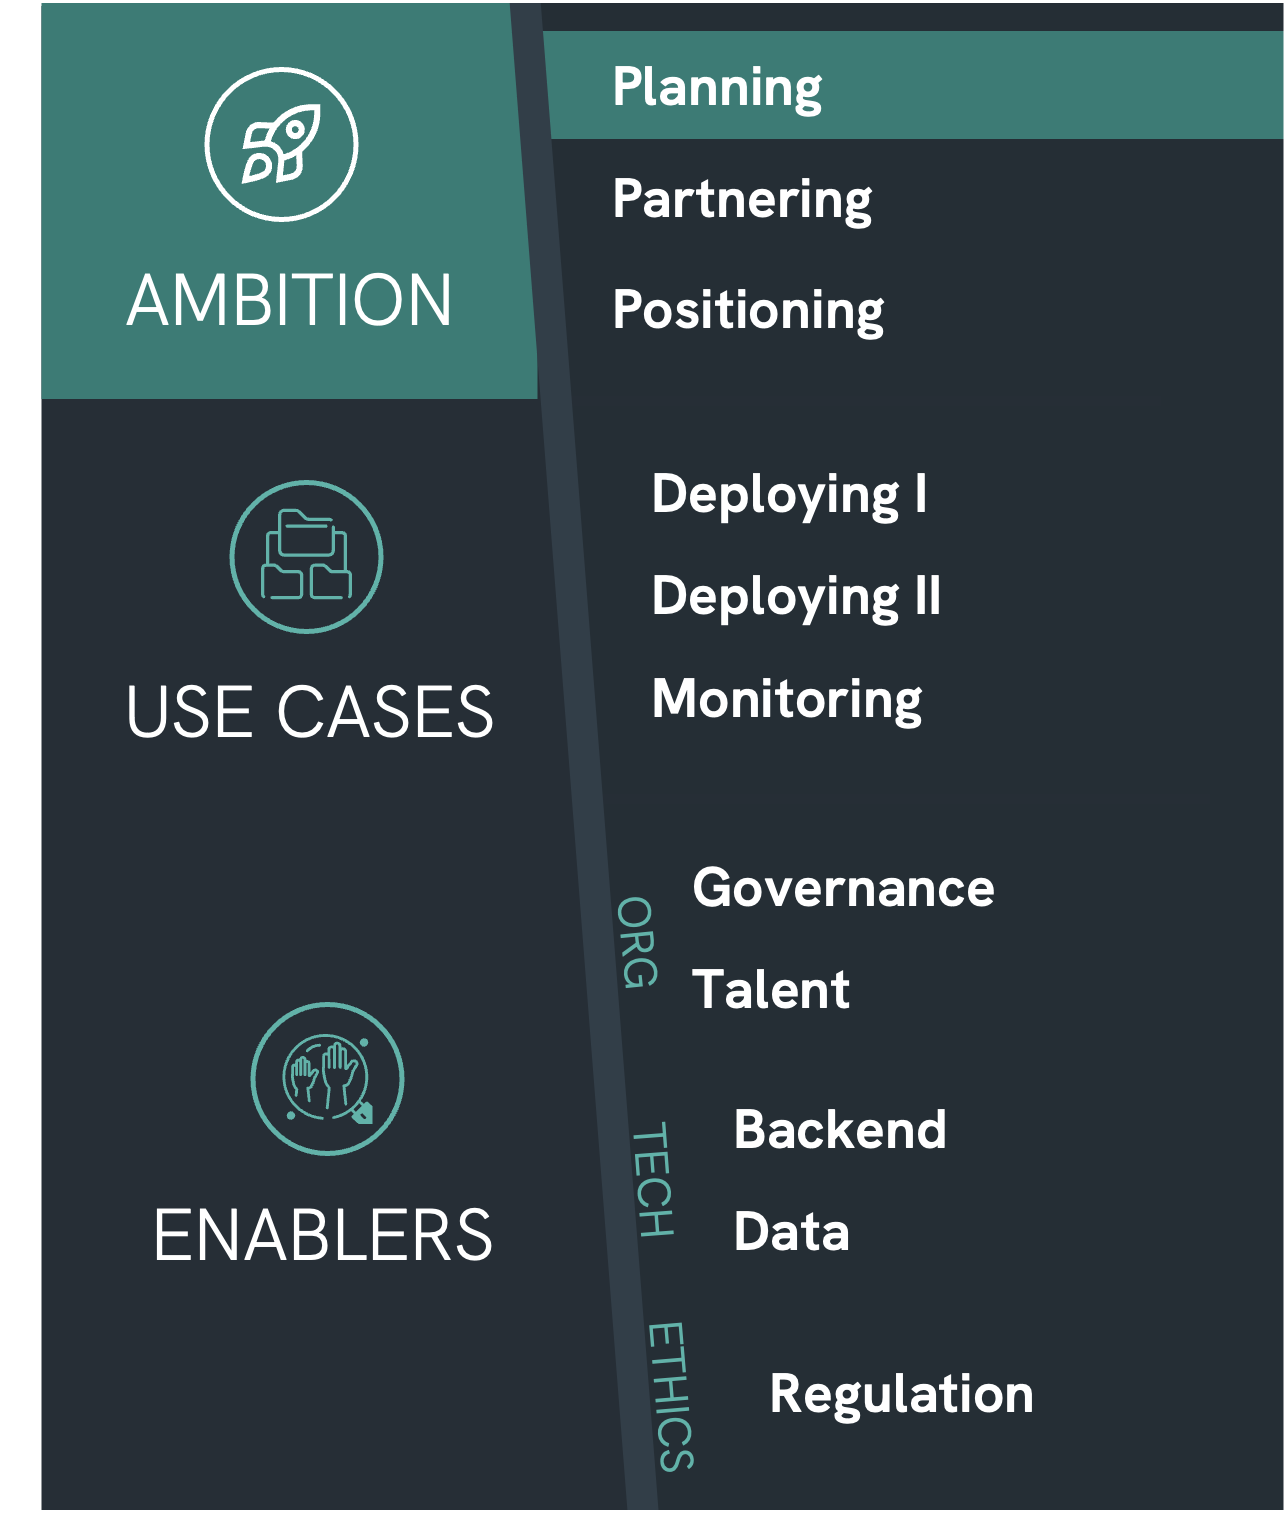 AMBITION
Planning
Partnering
Positioning
USE CASES
Deploying I
Deploying II
Monitoring
ENABLERS
ORG
Governance
Talent
TECH
Backend
Data
ETHICS
Regulation